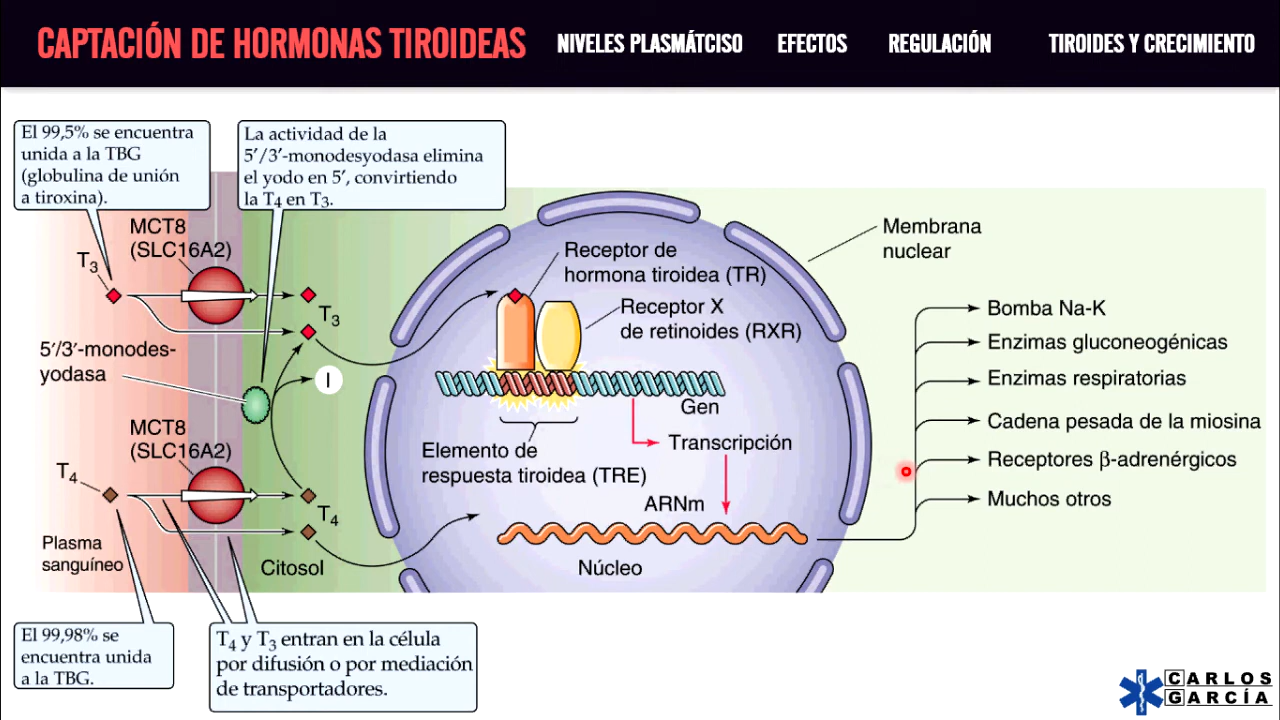 CAPTACIÓN DE HORMONAS TIROIDEAS
NIVELES PLASMÁTCISO
EFECTOS
REGULACIÓN
TIROIDES Y CRECIMIENTO
El 99,5% se encuentra
unida a la TBG
(globulina de unión
a tiroxina).
La actividad de la
5′/3′-monodesyodasa elimina
el yodo en 5′, convirtiendo
la T4 en T3.
MCT8
(SLC16A2)
T3
T3
5′/3′-monodes-
yodasa
I
MCT8
(SLC16A2)
T4
T4
Plasma
sanguíneo
Citosol
Receptor de
hormona tiroidea (TR)
Receptor X
de retinoides (RXR)
Gen
Elemento de
respuesta tiroidea (TRE)
Transcripción
ARNm
Núcleo
Membrana
nuclear
Bomba Na-K
Enzimas gluconeogénicas
Enzimas respiratorias
Cadena pesada de la miosina
Receptores β-adrenérgicos
Muchos otros
El 99,98% se
encuentra unida
a la TBG.
T4 y T3 entran en la célula
por difusión o por mediación
de transportadores.
CARLOS
GARCÍA